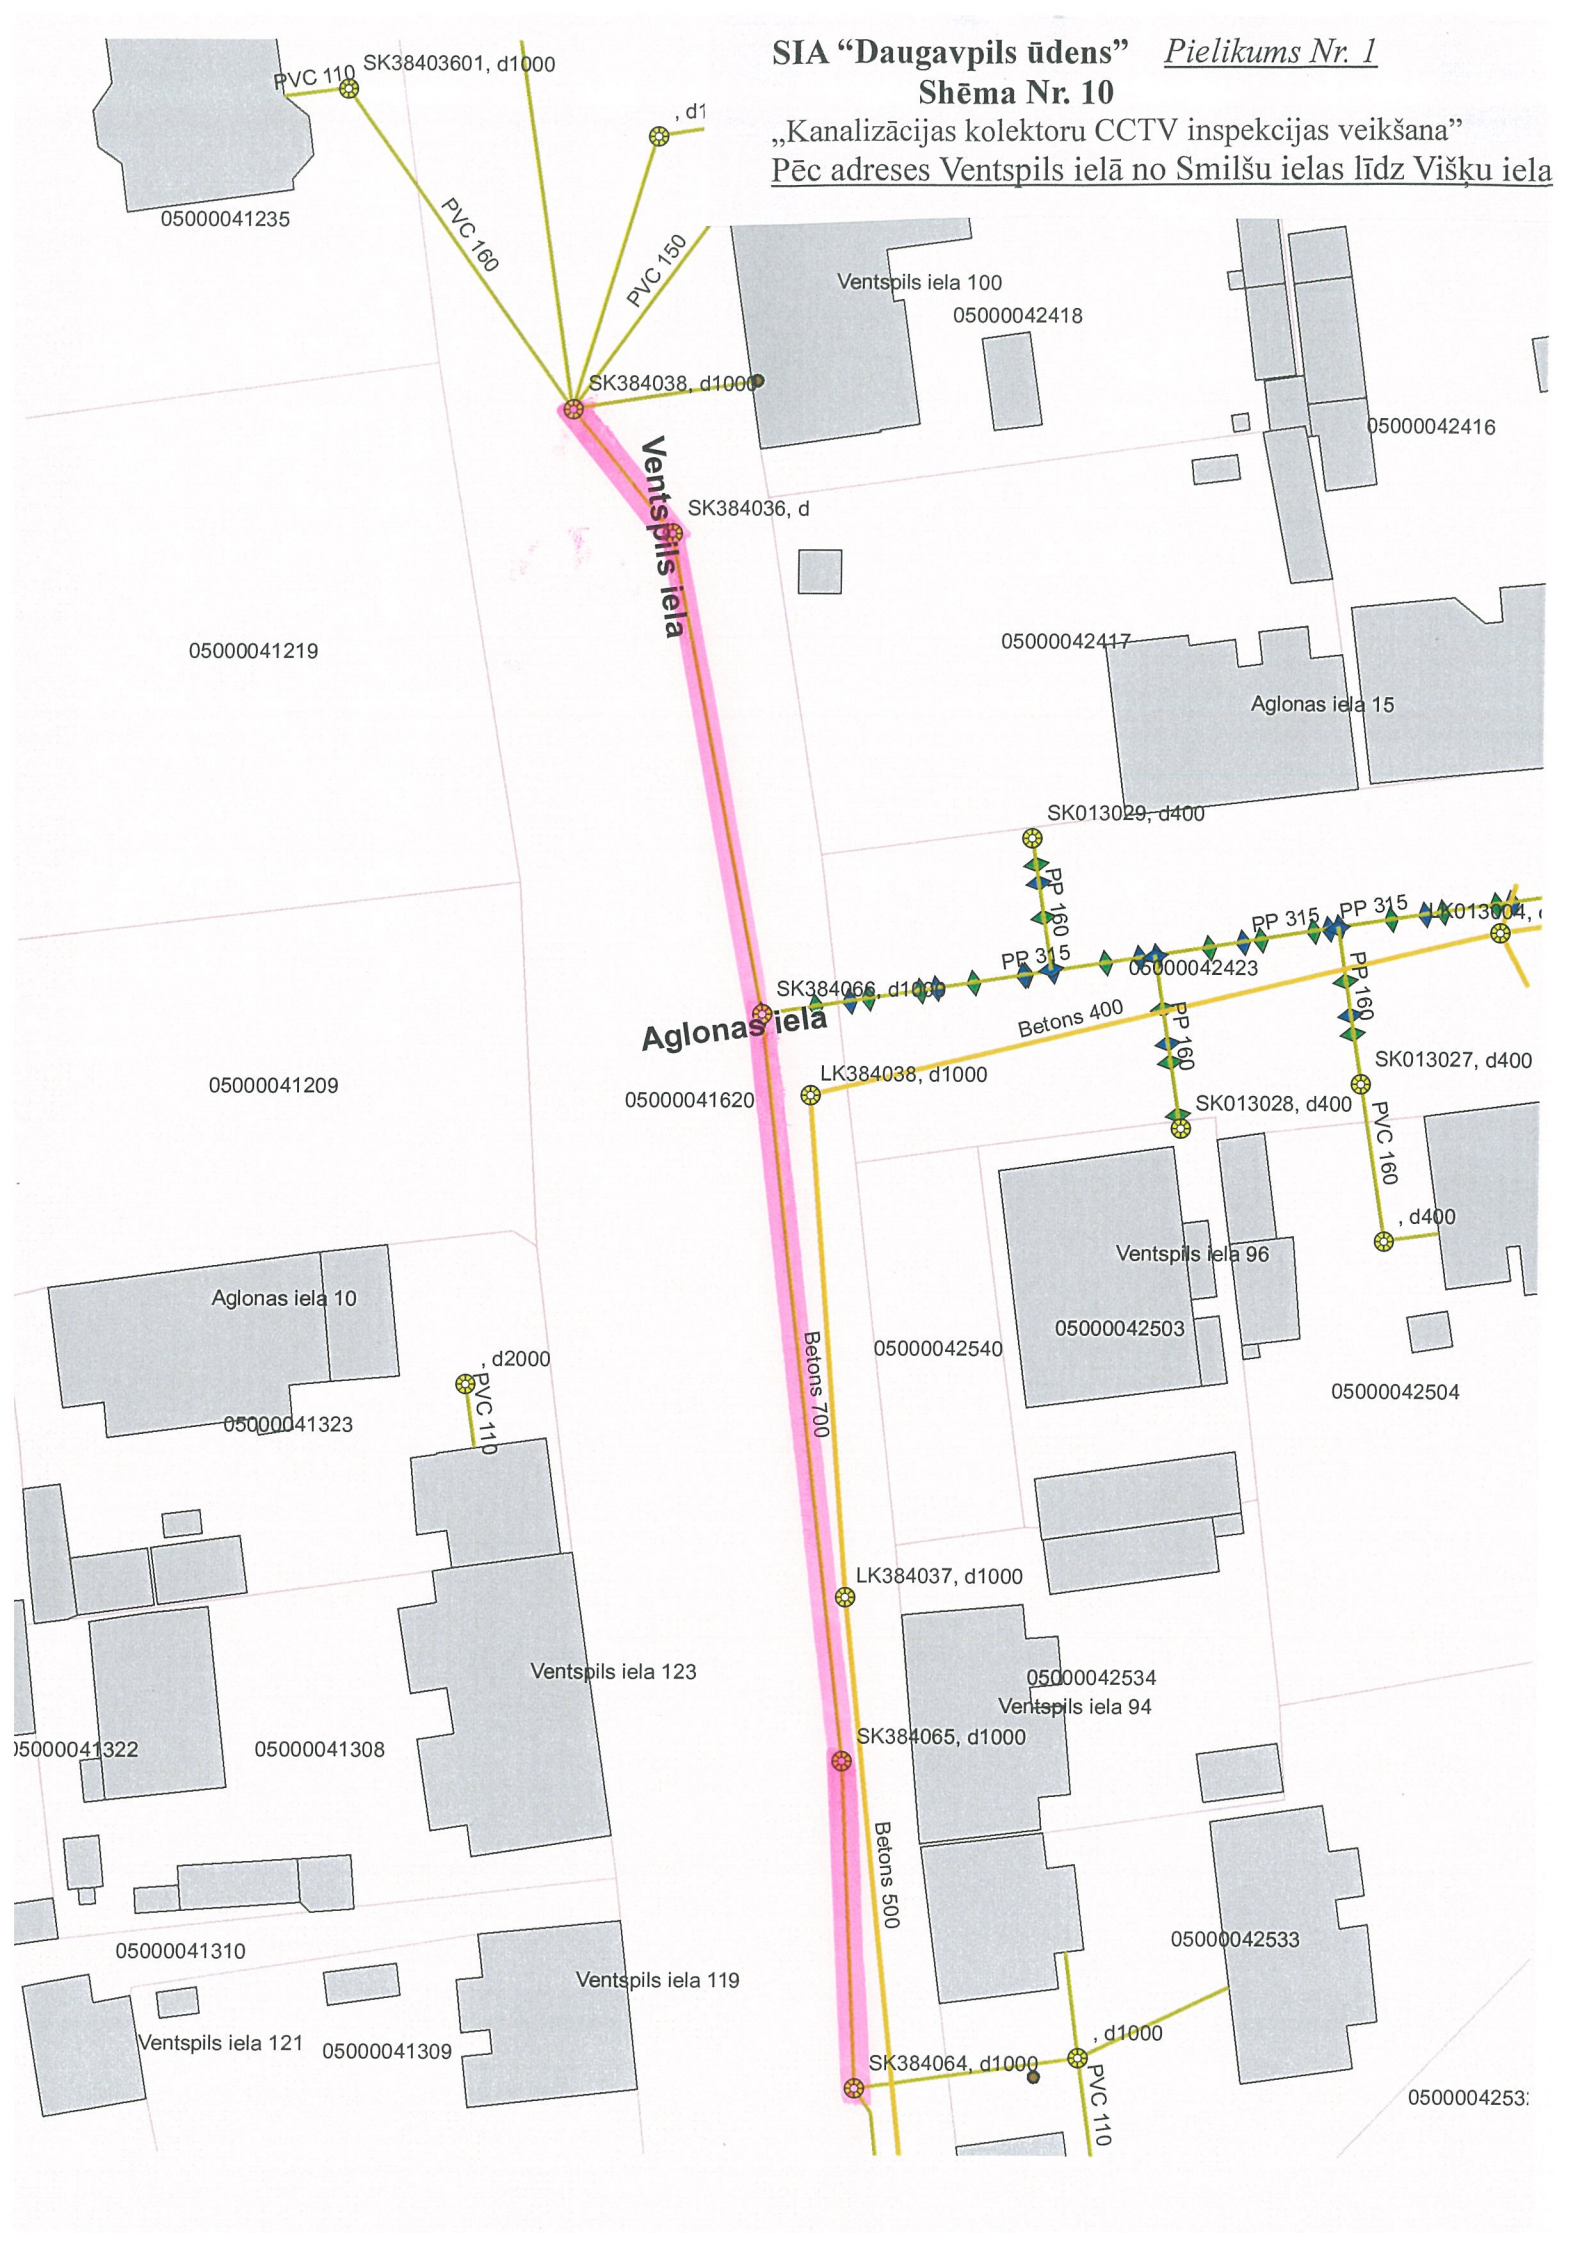 SIA “Daugavpils ūdens” Pielikums Nr. 1
Shēma Nr. 10
„Kanalizācijas kolektoru CCTV inspekcijas veikšana”
Pēc adreses Ventspils ielā no Smilšu ielas līdz Višķu iela
PVC 110
SK38403601, d1000
, d1
05000041235
PVC 160
PVC 150
Ventspils iela 100
05000042418
SK384038, d1000
05000042416
Ventspils iela
SK384036, d
05000041219
05000042417
Aglonas iela 15
SK013029, d400
PP 160
PP 315
PP 315
PP 315
LK013004, d
05000042423
SK384066, d1000
Aglonas iela
Betons 400
PP 160
PP 160
LK384038, d1000
SK013027, d400
05000041209
05000041620
SK013028, d400
PVC 160
, d400
Ventspils iela 96
Aglonas iela 10
05000042503
05000042540
, d2000
PVC 110
Betons 700
05000042504
05000041323
LK384037, d1000
Ventspils iela 123
05000042534
Ventspils iela 94
SK384065, d1000
05000041322
05000041308
Betons 500
05000042533
05000041310
Ventspils iela 119
Ventspils iela 121
05000041309
, d1000
SK384064, d1000
PVC 110
0500004253